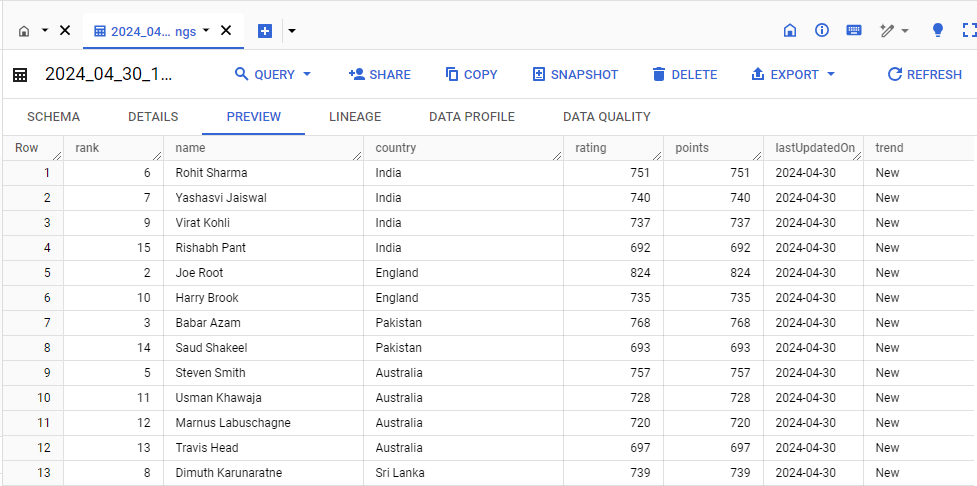 2024_04... ngs
2024_04_30_1... QUERY SHARE COPY SNAPSHOT DELETE EXPORT REFRESH
SCHEMA DETAILS PREVIEW LINEAGE DATA PROFILE DATA QUALITY
Row rank name country rating points lastUpdatedOn trend
1 6 Rohit Sharma India 751 751 2024-04-30 New
2 7 Yashasvi Jaiswal India 740 740 2024-04-30 New
3 9 Virat Kohli India 737 737 2024-04-30 New
4 15 Rishabh Pant India 692 692 2024-04-30 New
5 2 Joe Root England 824 824 2024-04-30 New
6 10 Harry Brook England 735 735 2024-04-30 New
7 3 Babar Azam Pakistan 768 768 2024-04-30 New
8 14 Saud Shakeel Pakistan 693 693 2024-04-30 New
9 5 Steven Smith Australia 757 757 2024-04-30 New
10 11 Usman Khawaja Australia 728 728 2024-04-30 New
11 12 Marnus Labuschagne Australia 720 720 2024-04-30 New
12 13 Travis Head Australia 697 697 2024-04-30 New
13 8 Dimuth Karunaratne Sri Lanka 739 739 2024-04-30 New